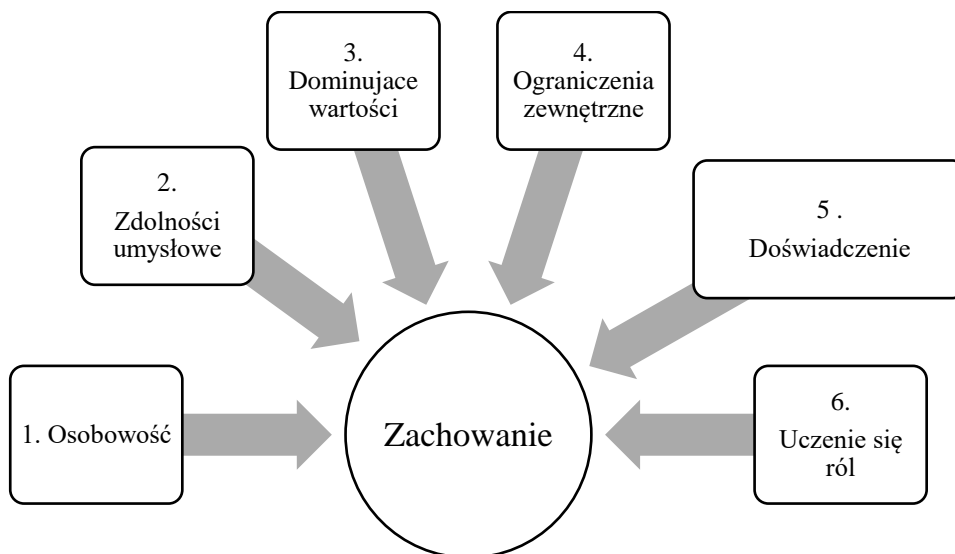 1. Osobowość
2.
Zdolności
umysłowe
3.
Dominujace
wartości
4.
Ograniczenia
zewnętrzne
5 .
Doświadczenie
6.
Uczenie się
ról
Zachowanie